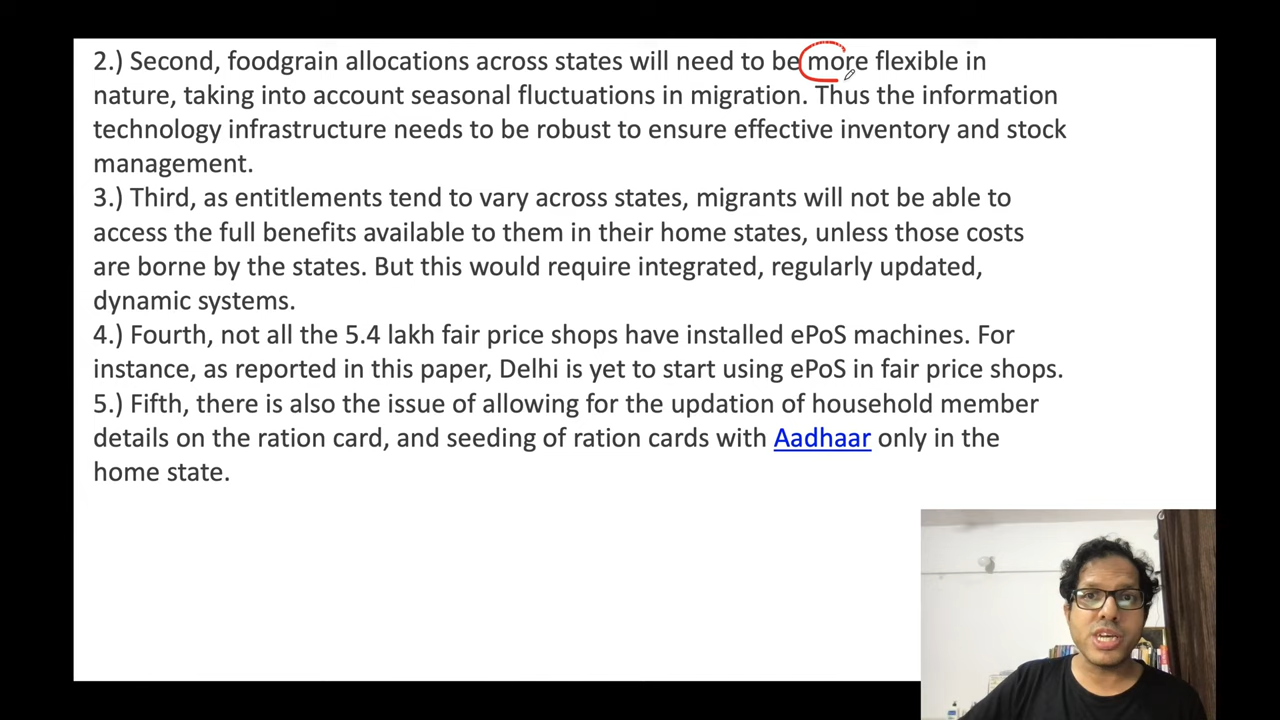 2.) Second, foodgrain allocations across states will need to be more flexible in
nature, taking into account seasonal fluctuations in migration. Thus the information
technology infrastructure needs to be robust to ensure effective inventory and stock
management.
3.) Third, as entitlements tend to vary across states, migrants will not be able to
access the full benefits available to them in their home states, unless those costs
are borne by the states. But this would require integrated, regularly updated,
dynamic systems.
4.) Fourth, not all the 5.4 lakh fair price shops have installed ePoS machines. For
instance, as reported in this paper, Delhi is yet to start using ePoS in fair price shops.
5.) Fifth, there is also the issue of allowing for the updation of household member
details on the ration card, and seeding of ration cards with Aadhaar only in the
home state.